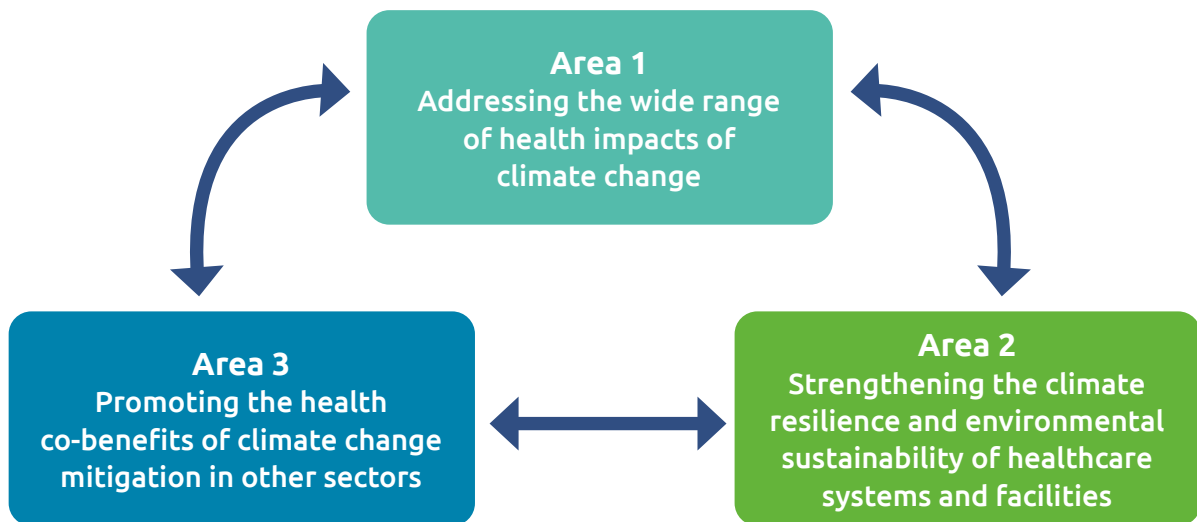 Area 1
Addressing the wide range
of health impacts of
climate change
Area 3
Promoting the health
co-benefits of climate change
mitigation in other sectors
Area 2
Strengthening the climate
resilience and environmental
sustainability of healthcare
systems and facilities